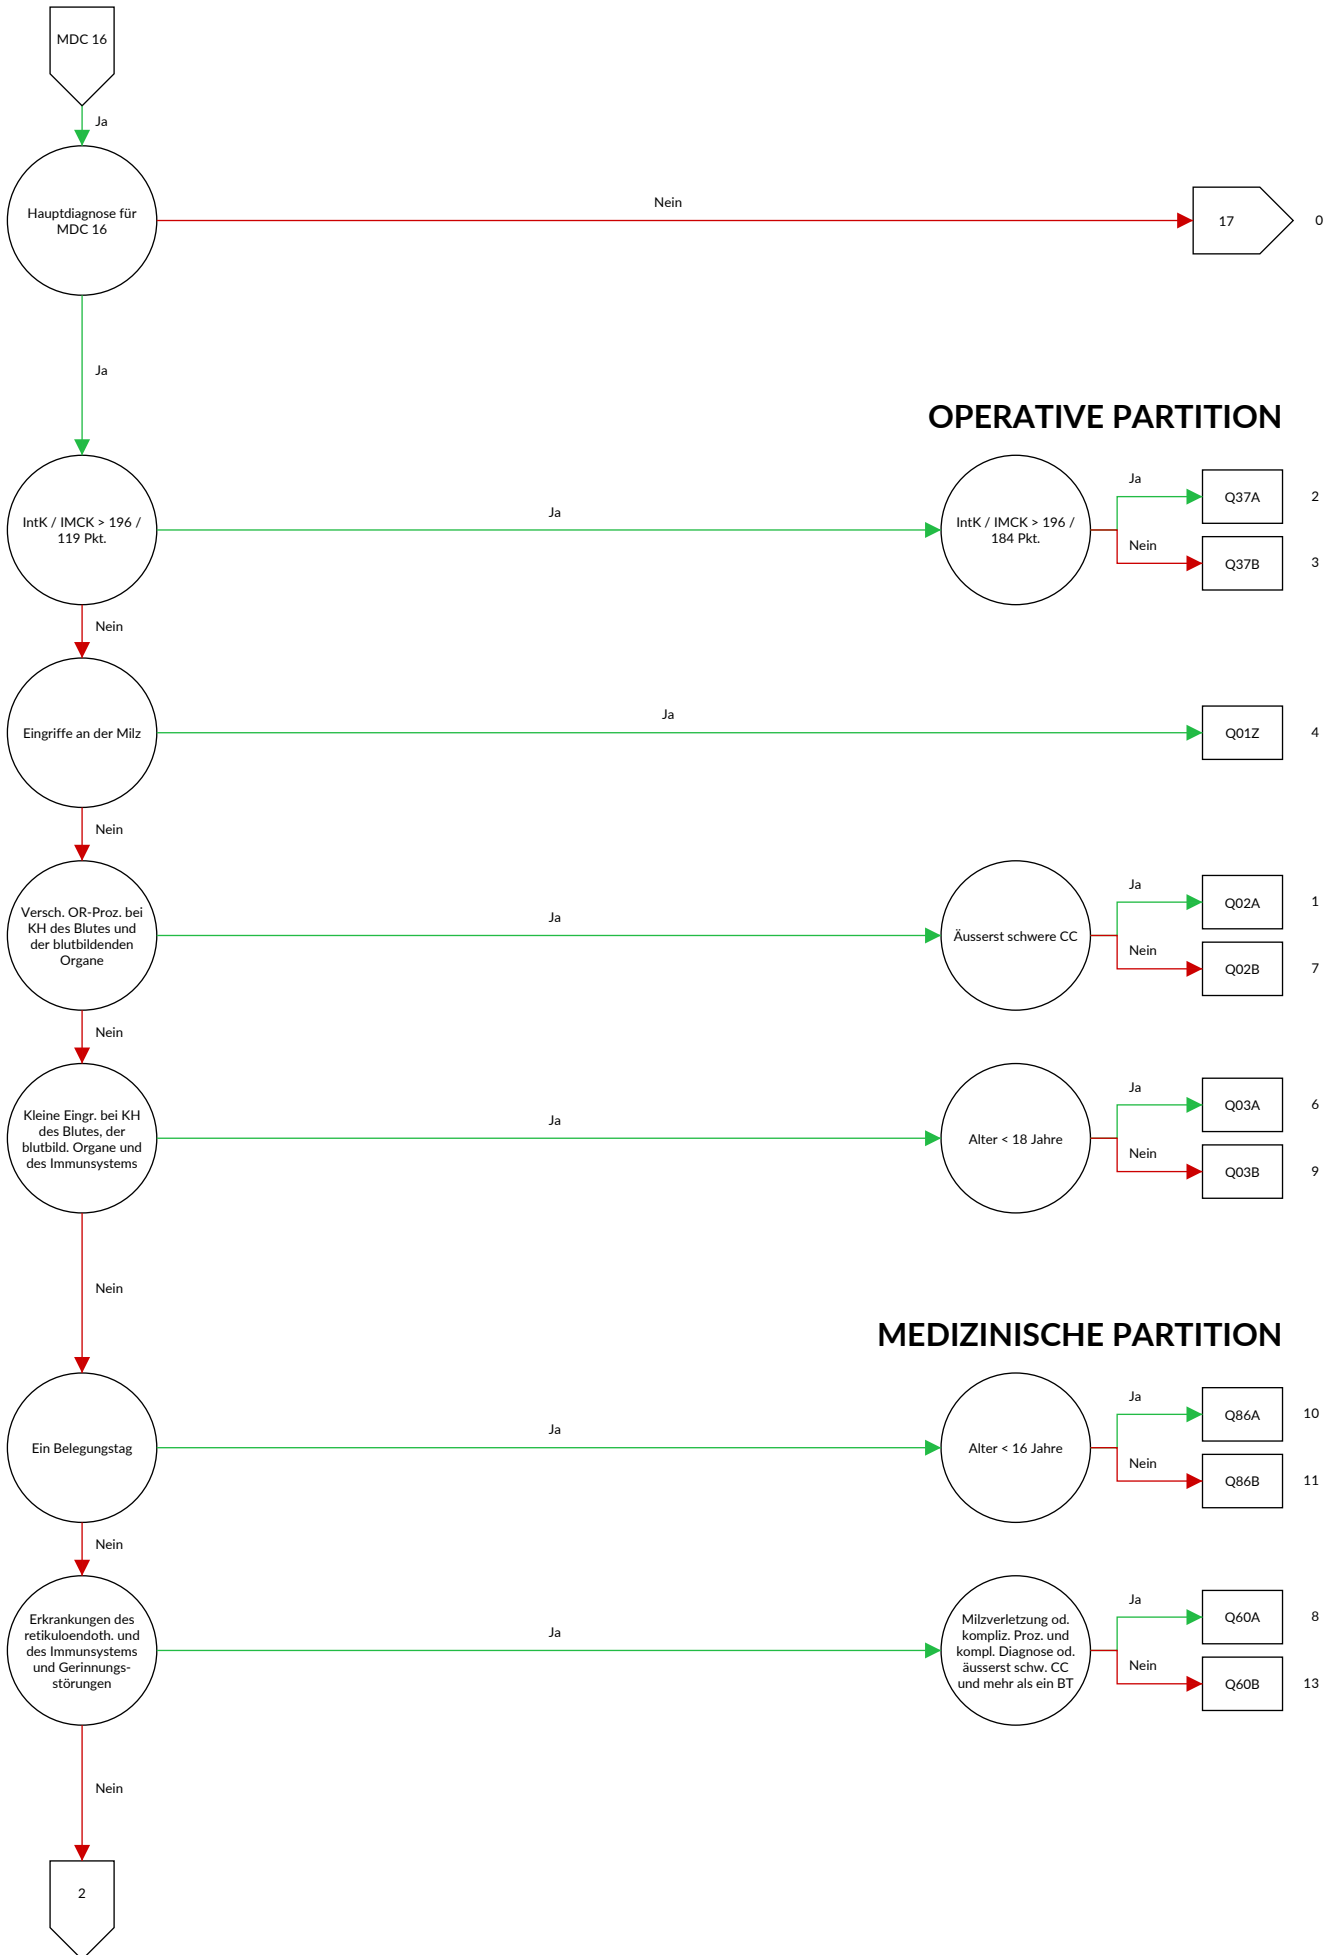 MDC 16
Ja
Hauptdiagnose für
MDC 16
Nein
17
0
Ja
OPERATIVE PARTITION
IntK / IMCK > 196 /
119 Pkt.
Ja
IntK / IMCK > 196 /
184 Pkt.
Ja
Q37A
2
Nein
Q37B
3
Nein
Eingriffe an der Milz
Ja
Q01Z
4
Nein
Versch. OR-Proz. bei
KH des Blutes und
der blutbildenden
Organe
Ja
Äusserst schwere CC
Ja
Q02A
1
Nein
Q02B
7
Nein
Kleine Eingr. bei KH
des Blutes, der
blutbild. Organe und
des Immunsystems
Ja
Alter < 18 Jahre
Ja
Q03A
6
Nein
Q03B
9
Nein
MEDIZINISCHE PARTITION
Ein Belegungstag
Ja
Alter < 16 Jahre
Ja
Q86A
10
Nein
Q86B
11
Nein
Erkrankungen des
retikuloendoth. und
des Immunsystems
und Gerinnungs-
störungen
Ja
Milzverletzung od.
kompliz. Proz. und
kompl. Diagnose od.
äusserst schw. CC
und mehr als ein BT
Ja
Q60A
8
Nein
Q60B
13
Nein
2